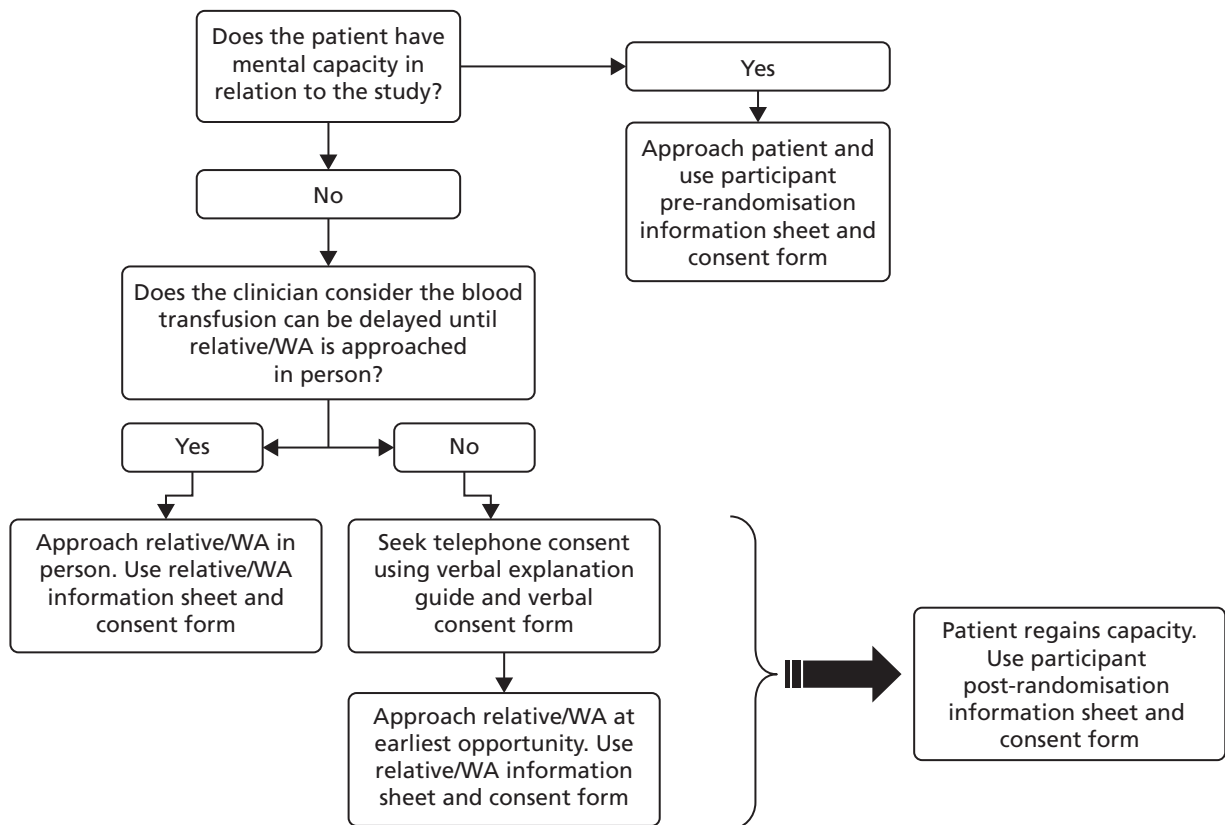 Does the patient have
mental capacity in
relation to the study?
Yes
Approach patient and
use participant
pre-randomisation
information sheet and
consent form
No
Does the clinician consider the blood
transfusion can be delayed until
relative/WA is approached
in person?
Yes
No
Approach relative/WA in
person. Use relative/WA
information sheet and
consent form
Seek telephone consent
using verbal explanation
guide and verbal
consent form
Approach relative/WA at
earliest opportunity. Use
relative/WA information
sheet and consent form
Patient regains capacity.
Use participant
post-randomisation
information sheet and
consent form